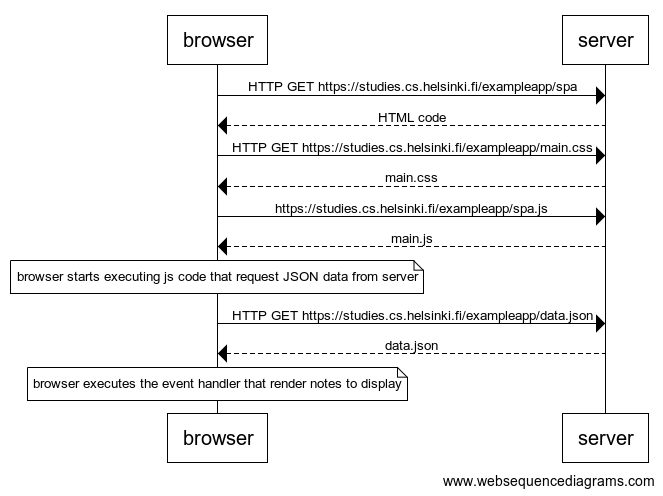 browser
server
HTTP GET https://studies.cs.helsinki.fi/exampleapp/spa
HTML code
HTTP GET https://studies.cs.helsinki.fi/exampleapp/main.css
main.css
https://studies.cs.helsinki.fi/exampleapp/spa.js
main.js
browser starts executing js code that request JSON data from server
HTTP GET https://studies.cs.helsinki.fi/exampleapp/data.json
data.json
browser executes the event handler that render notes to display
browser
server
www.websequencediagrams.com